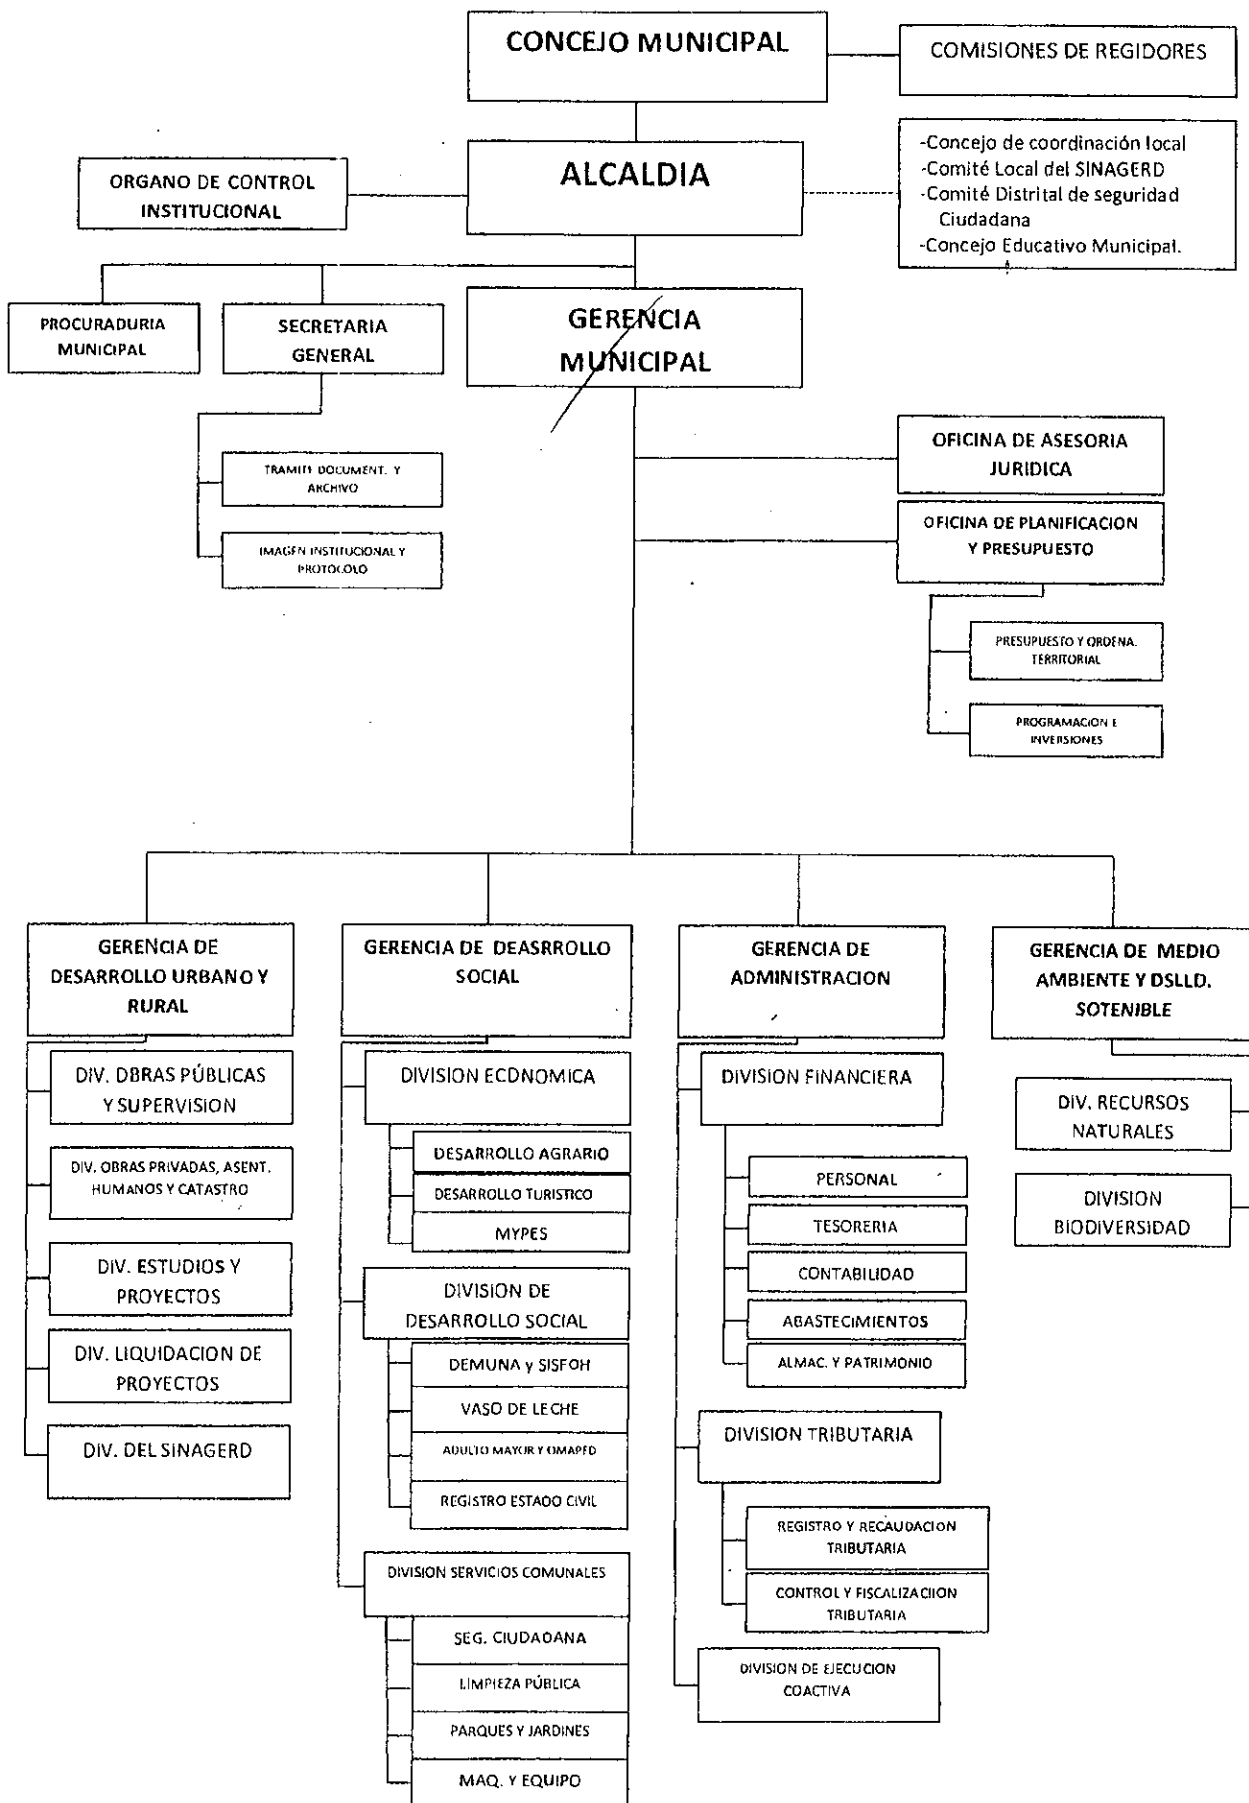 CONCEJO MUNICIPAL
COMISIONES DE REGIDORES
ALCALDIA
ORGANO DE CONTROL
INSTITUCIONAL
-Concejo de coordinación local
-Comité Local del SINAGERD
-Comité Distrital de seguridad
Ciudadana
-Concejo Educativo Municipal.
PROCURADURIA
MUNICIPAL
SECRETARIA
GENERAL
GERENCIA
MUNICIPAL
TRAMITE DOCUMENT. Y
ARCHIVO
IMAGEN INSTITUCIONAL Y
PROTOCOLO
OFICINA DE ASESORIA
JURIDICA
OFICINA DE PLANIFICACION
Y PRESUPUESTO
PRESUPUESTO Y ORDENA.
TERRITORIAL
PROGRAMACION E
INVERSIONES
GERENCIA DE
DESARROLLO URBANO Y
RURAL
DIV. OBRAS PÚBLICAS
Y SUPERVISION
DIV. OBRAS PRIVADAS, ASENT.
HUMANOS Y CATASTRO
DIV. ESTUDIOS Y
PROYECTOS
DIV. LIQUIDACION DE
PROYECTOS
DIV. DEL SINAGERD
GERENCIA DE DEASRROLLO
SOCIAL
DIVISION ECONOMICA
DESARROLLO AGRARIO
DESARROLLO TURISTICO
MYPES
DIVISION DE
DESARROLLO SOCIAL
DEMUNA y SISFOH
VASO DE LECHE
ADULTO MAYOR Y OMAPED
REGISTRO ESTADO CIVIL
DIVISION SERVICIOS COMUNALES
SEG. CIUDADANA
LIMPIEZA PÚBLICA
PARQUES Y JARDINES
MAQ. Y EQUIPO
GERENCIA DE
ADMINISTRACION
DIVISION FINANCIERA
PERSONAL
TESORERIA
CONTABILIDAD
ABASTECIMIENTOS
ALMAC. Y PATRIMONIO
DIVISION TRIBUTARIA
REGISTRO Y RECAUDACION
TRIBUTARIA
CONTROL Y FISCALIZACIION
TRIBUTARIA
DIVISION DE EJECUCION
COACTIVA
GERENCIA DE MEDIO
AMBIENTE Y DSLLD.
SOTENIBLE
DIV. RECURSOS
NATURALES
DIVISION
BIODIVERSIDAD